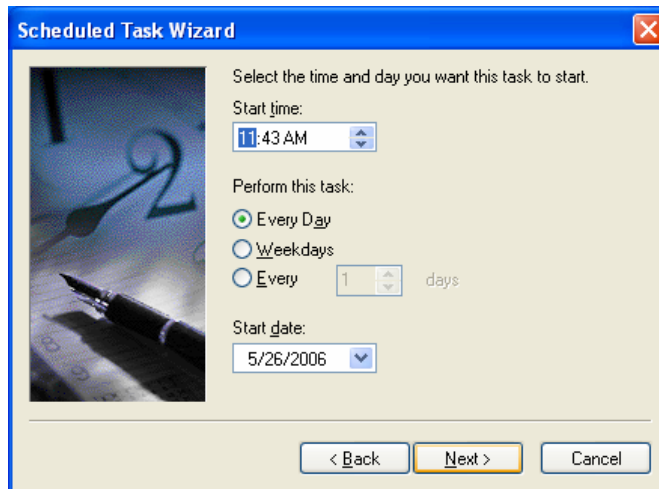 Scheduled Task Wizard
Select the time and day you want this task to start.
Start time:
11:43 AM
Perform this task:
Every Day
Weekdays
Every 1 days
Start date:
5/26/2006
< Back Next > Cancel